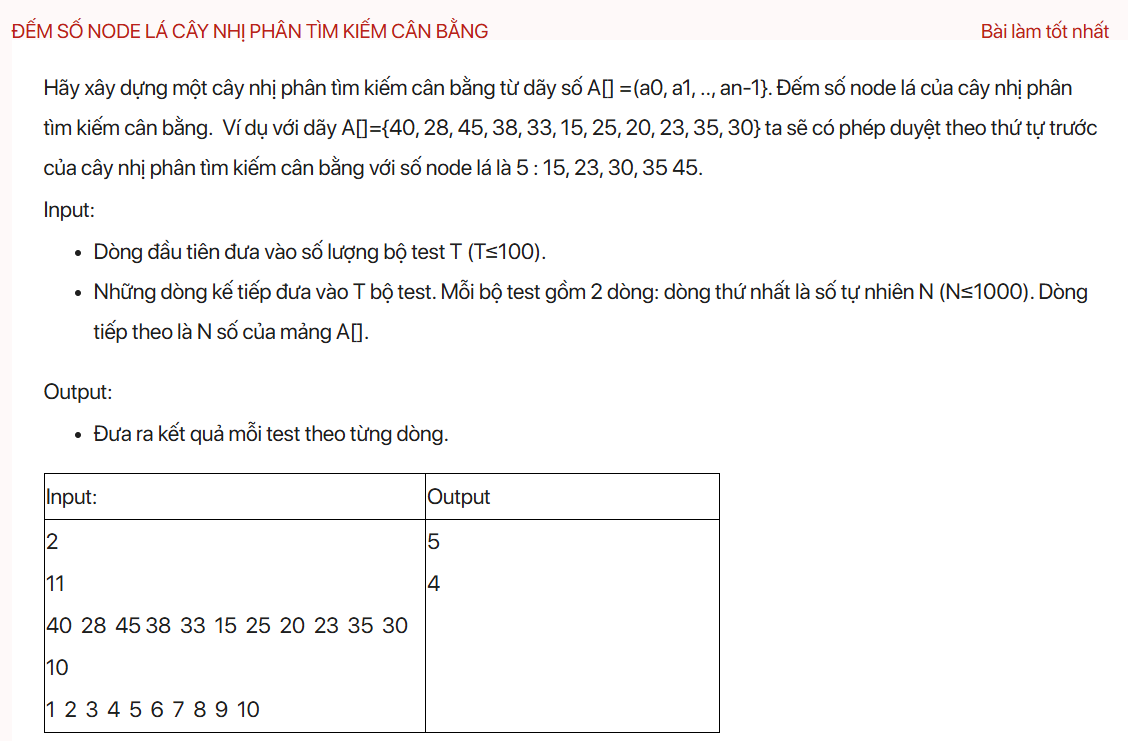 ĐẾM SỐ NODE LÁ CÂY NHỊ PHÂN TÌM KIẾM CÂN BẰNG
Bài làm tốt nhất
Hãy xây dựng một cây nhị phân tìm kiếm cân bằng từ dãy số A[] =(a0, a1, .., an-1}. Đếm số node lá của cây nhị phân
tìm kiếm cân bằng. Ví dụ với dãy A[]={40, 28, 45, 38, 33, 15, 25, 20, 23, 35, 30} ta sẽ có phép duyệt theo thứ tự trước
của cây nhị phân tìm kiếm cân bằng với số node lá là 5 : 15, 23, 30, 35 45.
Input:
• Dòng đầu tiên đưa vào số lượng bộ test T (T≤100).
• Những dòng kế tiếp đưa vào T bộ test. Mỗi bộ test gồm 2 dòng: dòng thứ nhất là số tự nhiên N (N≤1000). Dòng
tiếp theo là N số của mảng A[].
Output:
• Đưa ra kết quả mỗi test theo từng dòng.
Input:
2
11
40 28 45 38 33 15 25 20 23 35 30
10
1 2 3 4 5 6 7 8 9 10
Output
5
4